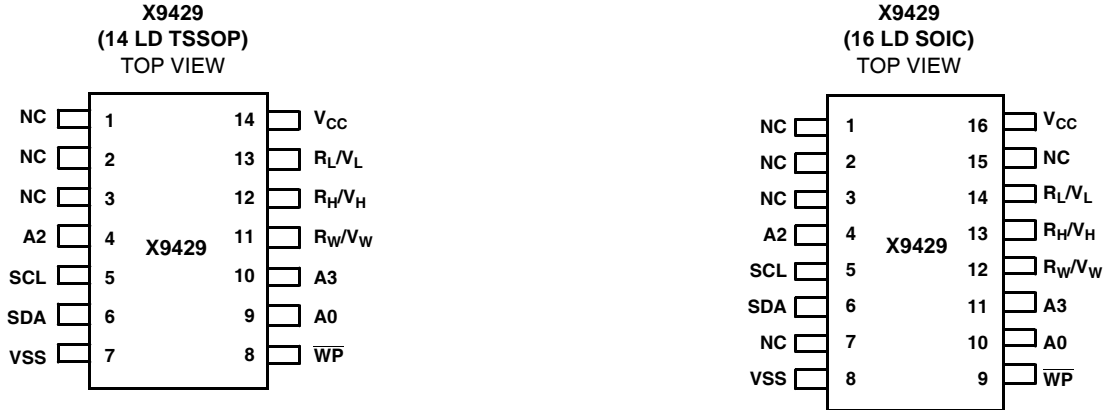 X9429
(14 LD TSSOP)
TOP VIEW
NC 1 14 VCC
NC 2 13 RL/VL
NC 3 12 RH/VH
A2 4 11 RW/VW
X9429
SCL 5 10 A3
SDA 6 9 A0
VSS 7 8 WP
X9429
(16 LD SOIC)
TOP VIEW
NC 1 16 VCC
NC 2 15 NC
NC 3 14 RL/VL
A2 4 13 RH/VH
X9429
SCL 5 12 RW/VW
SDA 6 11 A3
NC 7 10 A0
VSS 8 9 WP